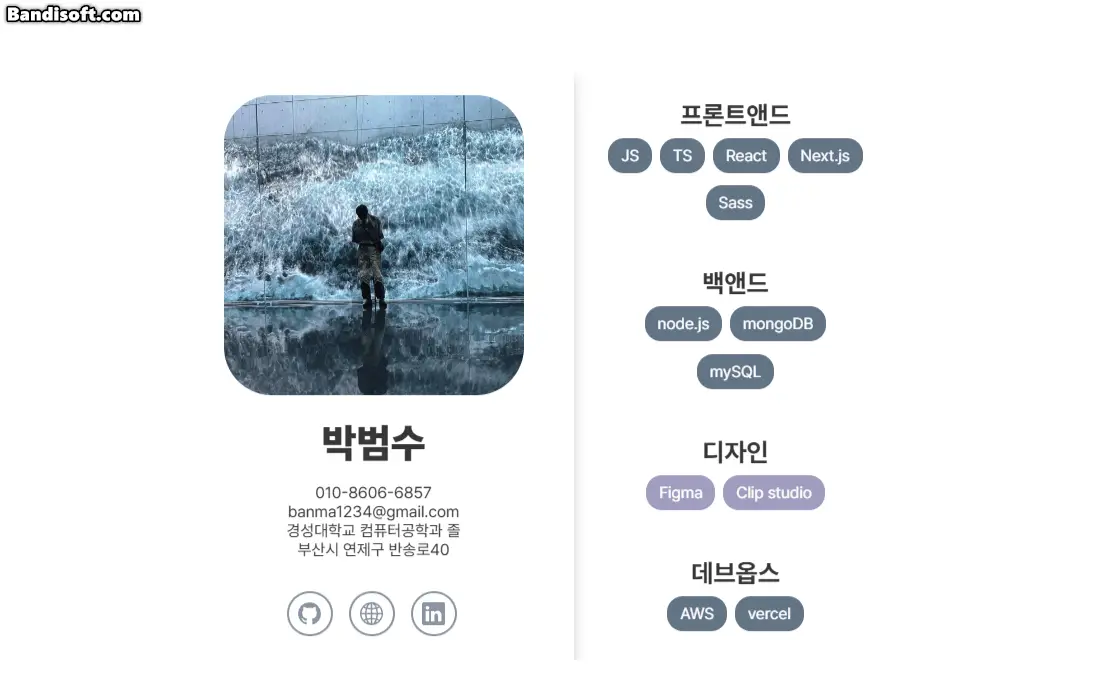 Bandisoft.com
박범수
010-8606-6857
banma1234@gmail.com
경성대학교 컴퓨터공학과 졸
부산시 연제구 반송로40
in
프론트앤드
JS TS React Next.js
Sass
백앤드
node.js mongoDB
mySQL
디자인
Figma Clip studio
데브옵스
AWS vercel